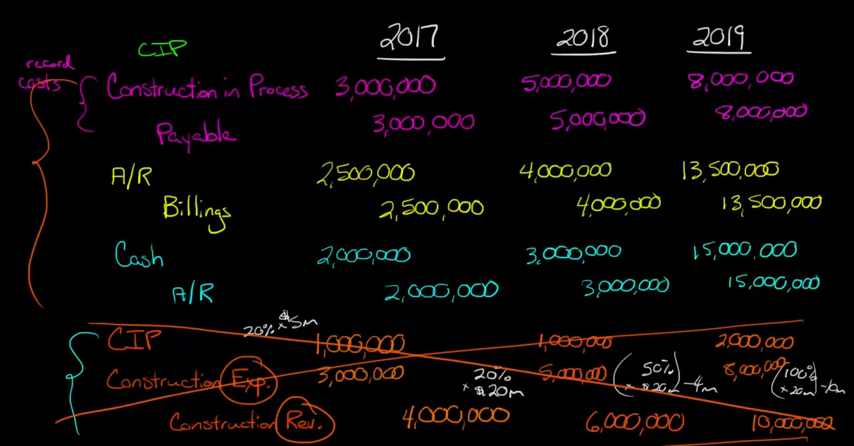 CIP 2017 2018 2019
record costs
Construction in Process 3,000,000 5,000,000 8,000,000
Payable 3,000,000 5,000,000 8,000,000
A/R 2,500,000 4,000,000 13,500,000
Billings 2,500,000 4,000,000 13,500,000
Cash 2,000,000 3,000,000 15,000,000
A/R 2,000,000 3,000,000 15,000,000
20% × $5m
CIP 1,000,000 1,000,000 2,000,000
Construction Exp. 3,000,000 20% × $20m 5,000,000 (50% × $20m) - 4m 8,000,000 (100% × 20m)
Construction Rev. 4,000,000 6,000,000 10,000,000